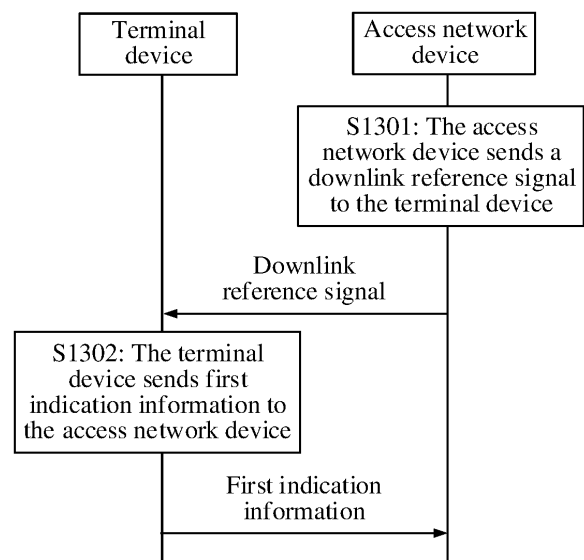 Terminal
device
Access network
device
S1301: The access
network device sends a
downlink reference signal
to the terminal device
Downlink
reference signal
S1302: The terminal
device sends first
indication information to
the access network device
First indication
information